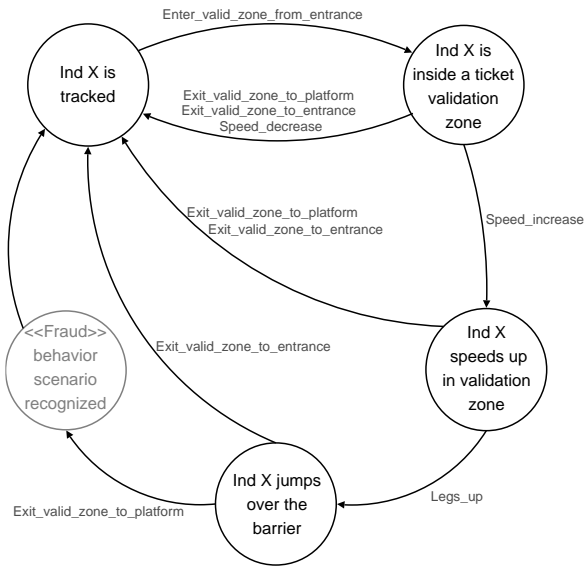 Enter_valid_zone_from_entrance
Ind X is
tracked
Ind X is
inside a ticket
validation
zone
Exit_valid_zone_to_platform
Exit_valid_zone_to_entrance
Speed_decrease
Exit_valid_zone_to_platform
Exit_valid_zone_to_entrance
Speed_increase
<<Fraud>>
behavior
scenario
recognized
Exit_valid_zone_to_entrance
Ind X
speeds up
in validation
zone
Ind X jumps
over the
barrier
Legs_up
Exit_valid_zone_to_platform